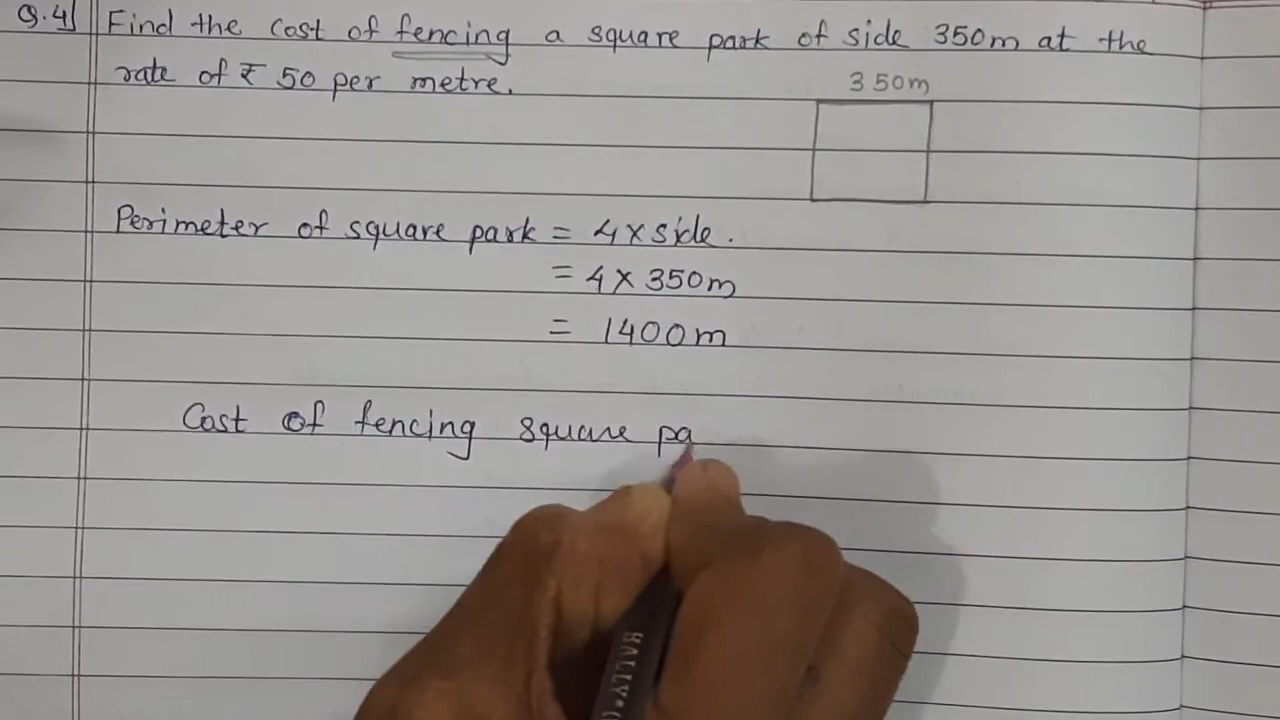 Q.4] Find the cost of fencing a square park of side 350m at the
rate of ₹ 50 per metre.
350m
Perimeter of square park = 4 × side.
= 4 × 350m
= 1400m
Cost of fencing square pa